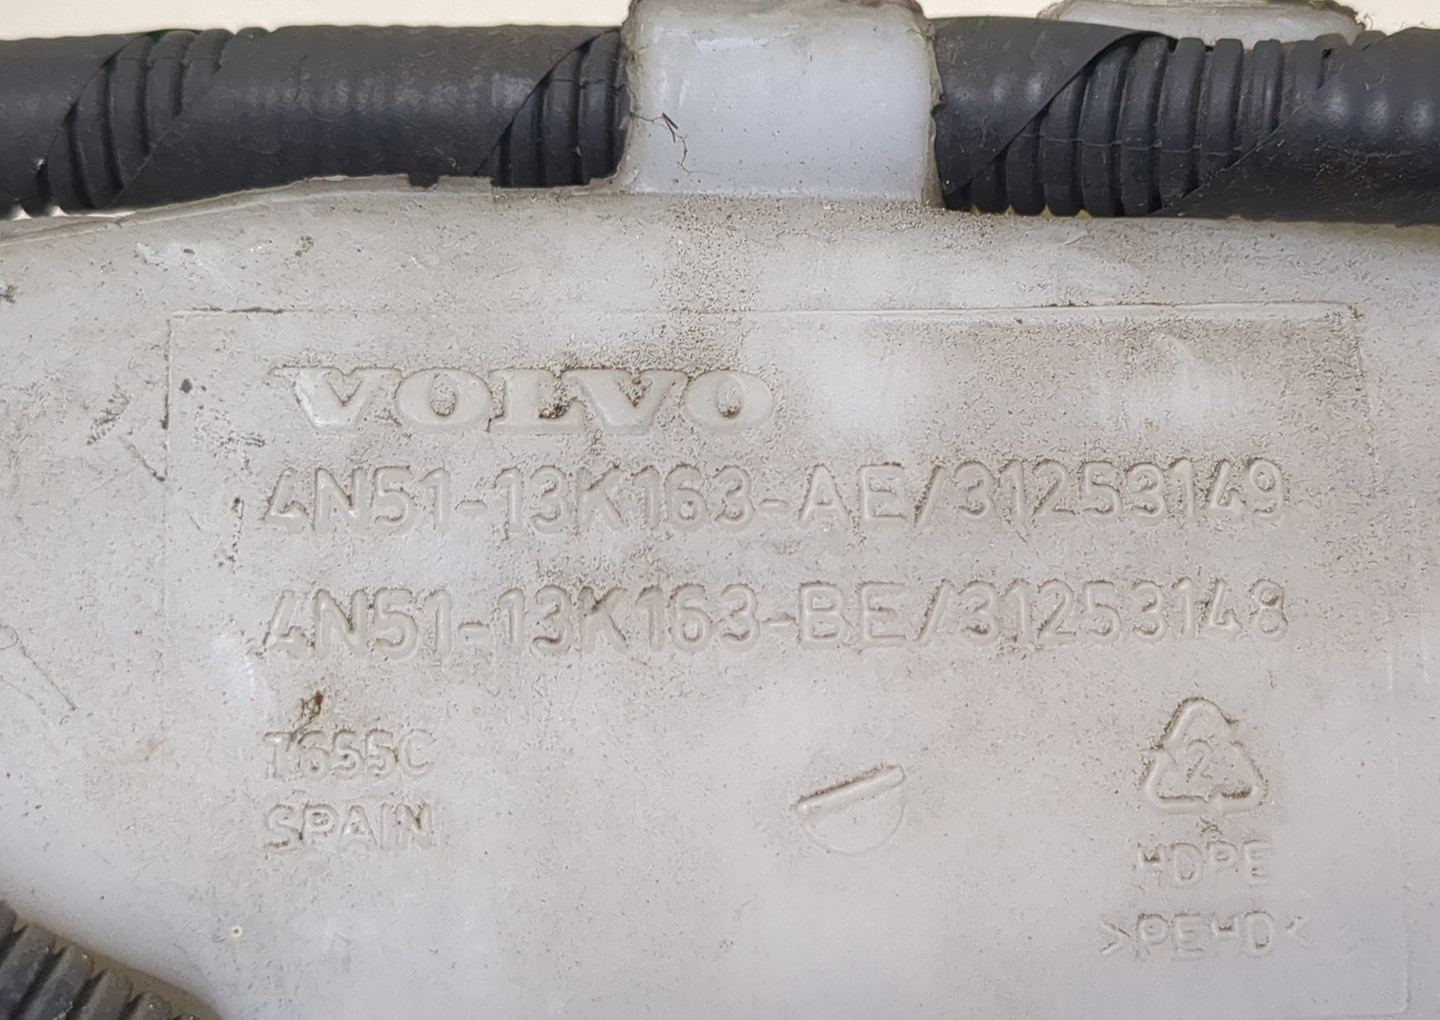 VOLVO
4N51-13K163-AE/31253149
4N51-13K163-BE/31253148
T655C
SPAIN
2
HDPE
>PEHD<